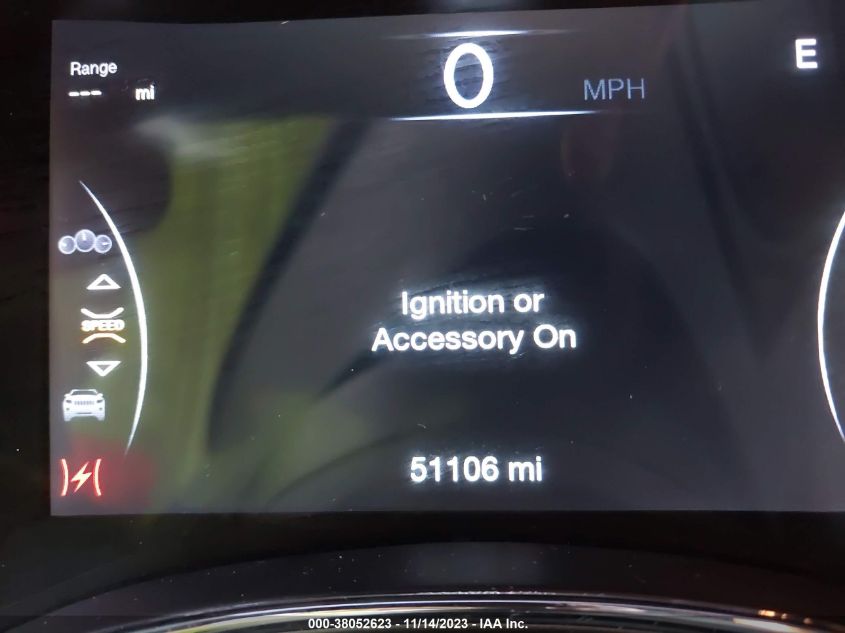 Range
--- mi
0
MPH
E
SPEED
Ignition or
Accessory On
51106 mi
000-38052623 - 11/14/2023 - IAA Inc.